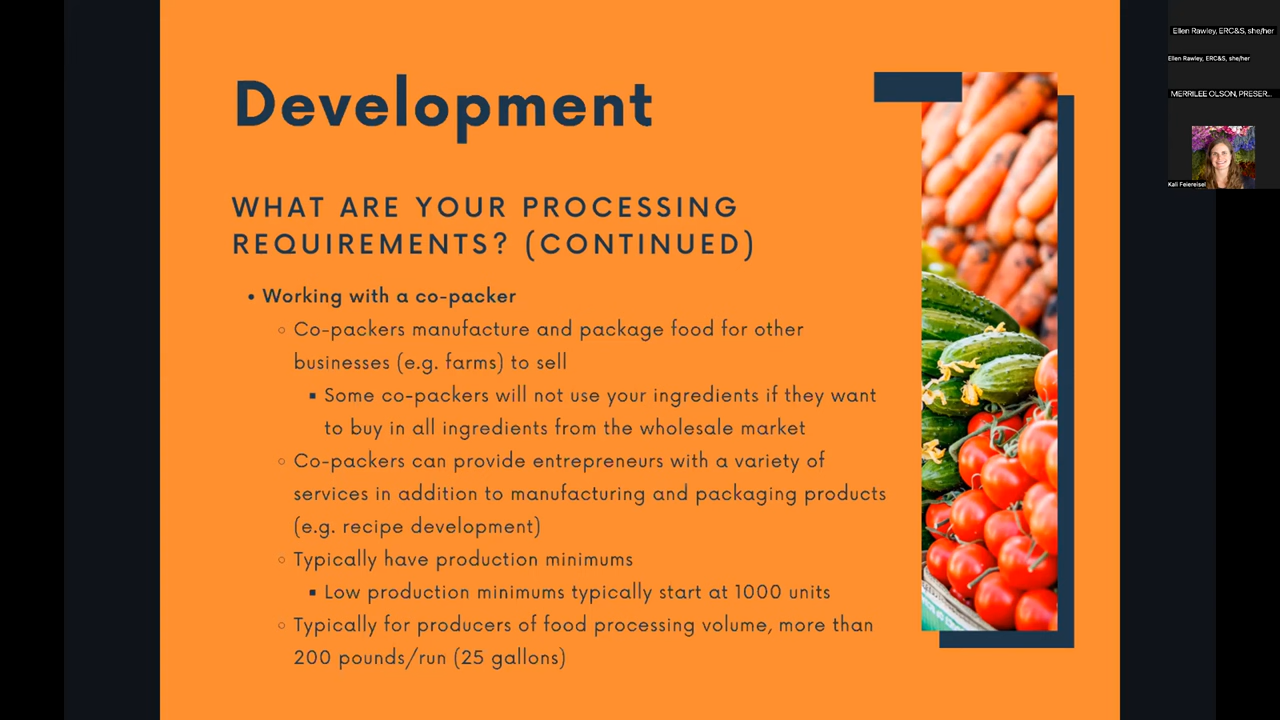 Development
WHAT ARE YOUR PROCESSING
REQUIREMENTS? (CONTINUED)
• Working with a co-packer
◦ Co-packers manufacture and package food for other
businesses (e.g. farms) to sell
▪ Some co-packers will not use your ingredients if they want
to buy in all ingredients from the wholesale market
◦ Co-packers can provide entrepreneurs with a variety of
services in addition to manufacturing and packaging products
(e.g. recipe development)
◦ Typically have production minimums
▪ Low production minimums typically start at 1000 units
◦ Typically for producers of food processing volume, more than
200 pounds/run (25 gallons)
Ellen Rawley, ERC&S, she/her
Ellen Rawley, ERC&S, she/her
MERRILEE OLSON, PRESER...
Kali Feiereisel